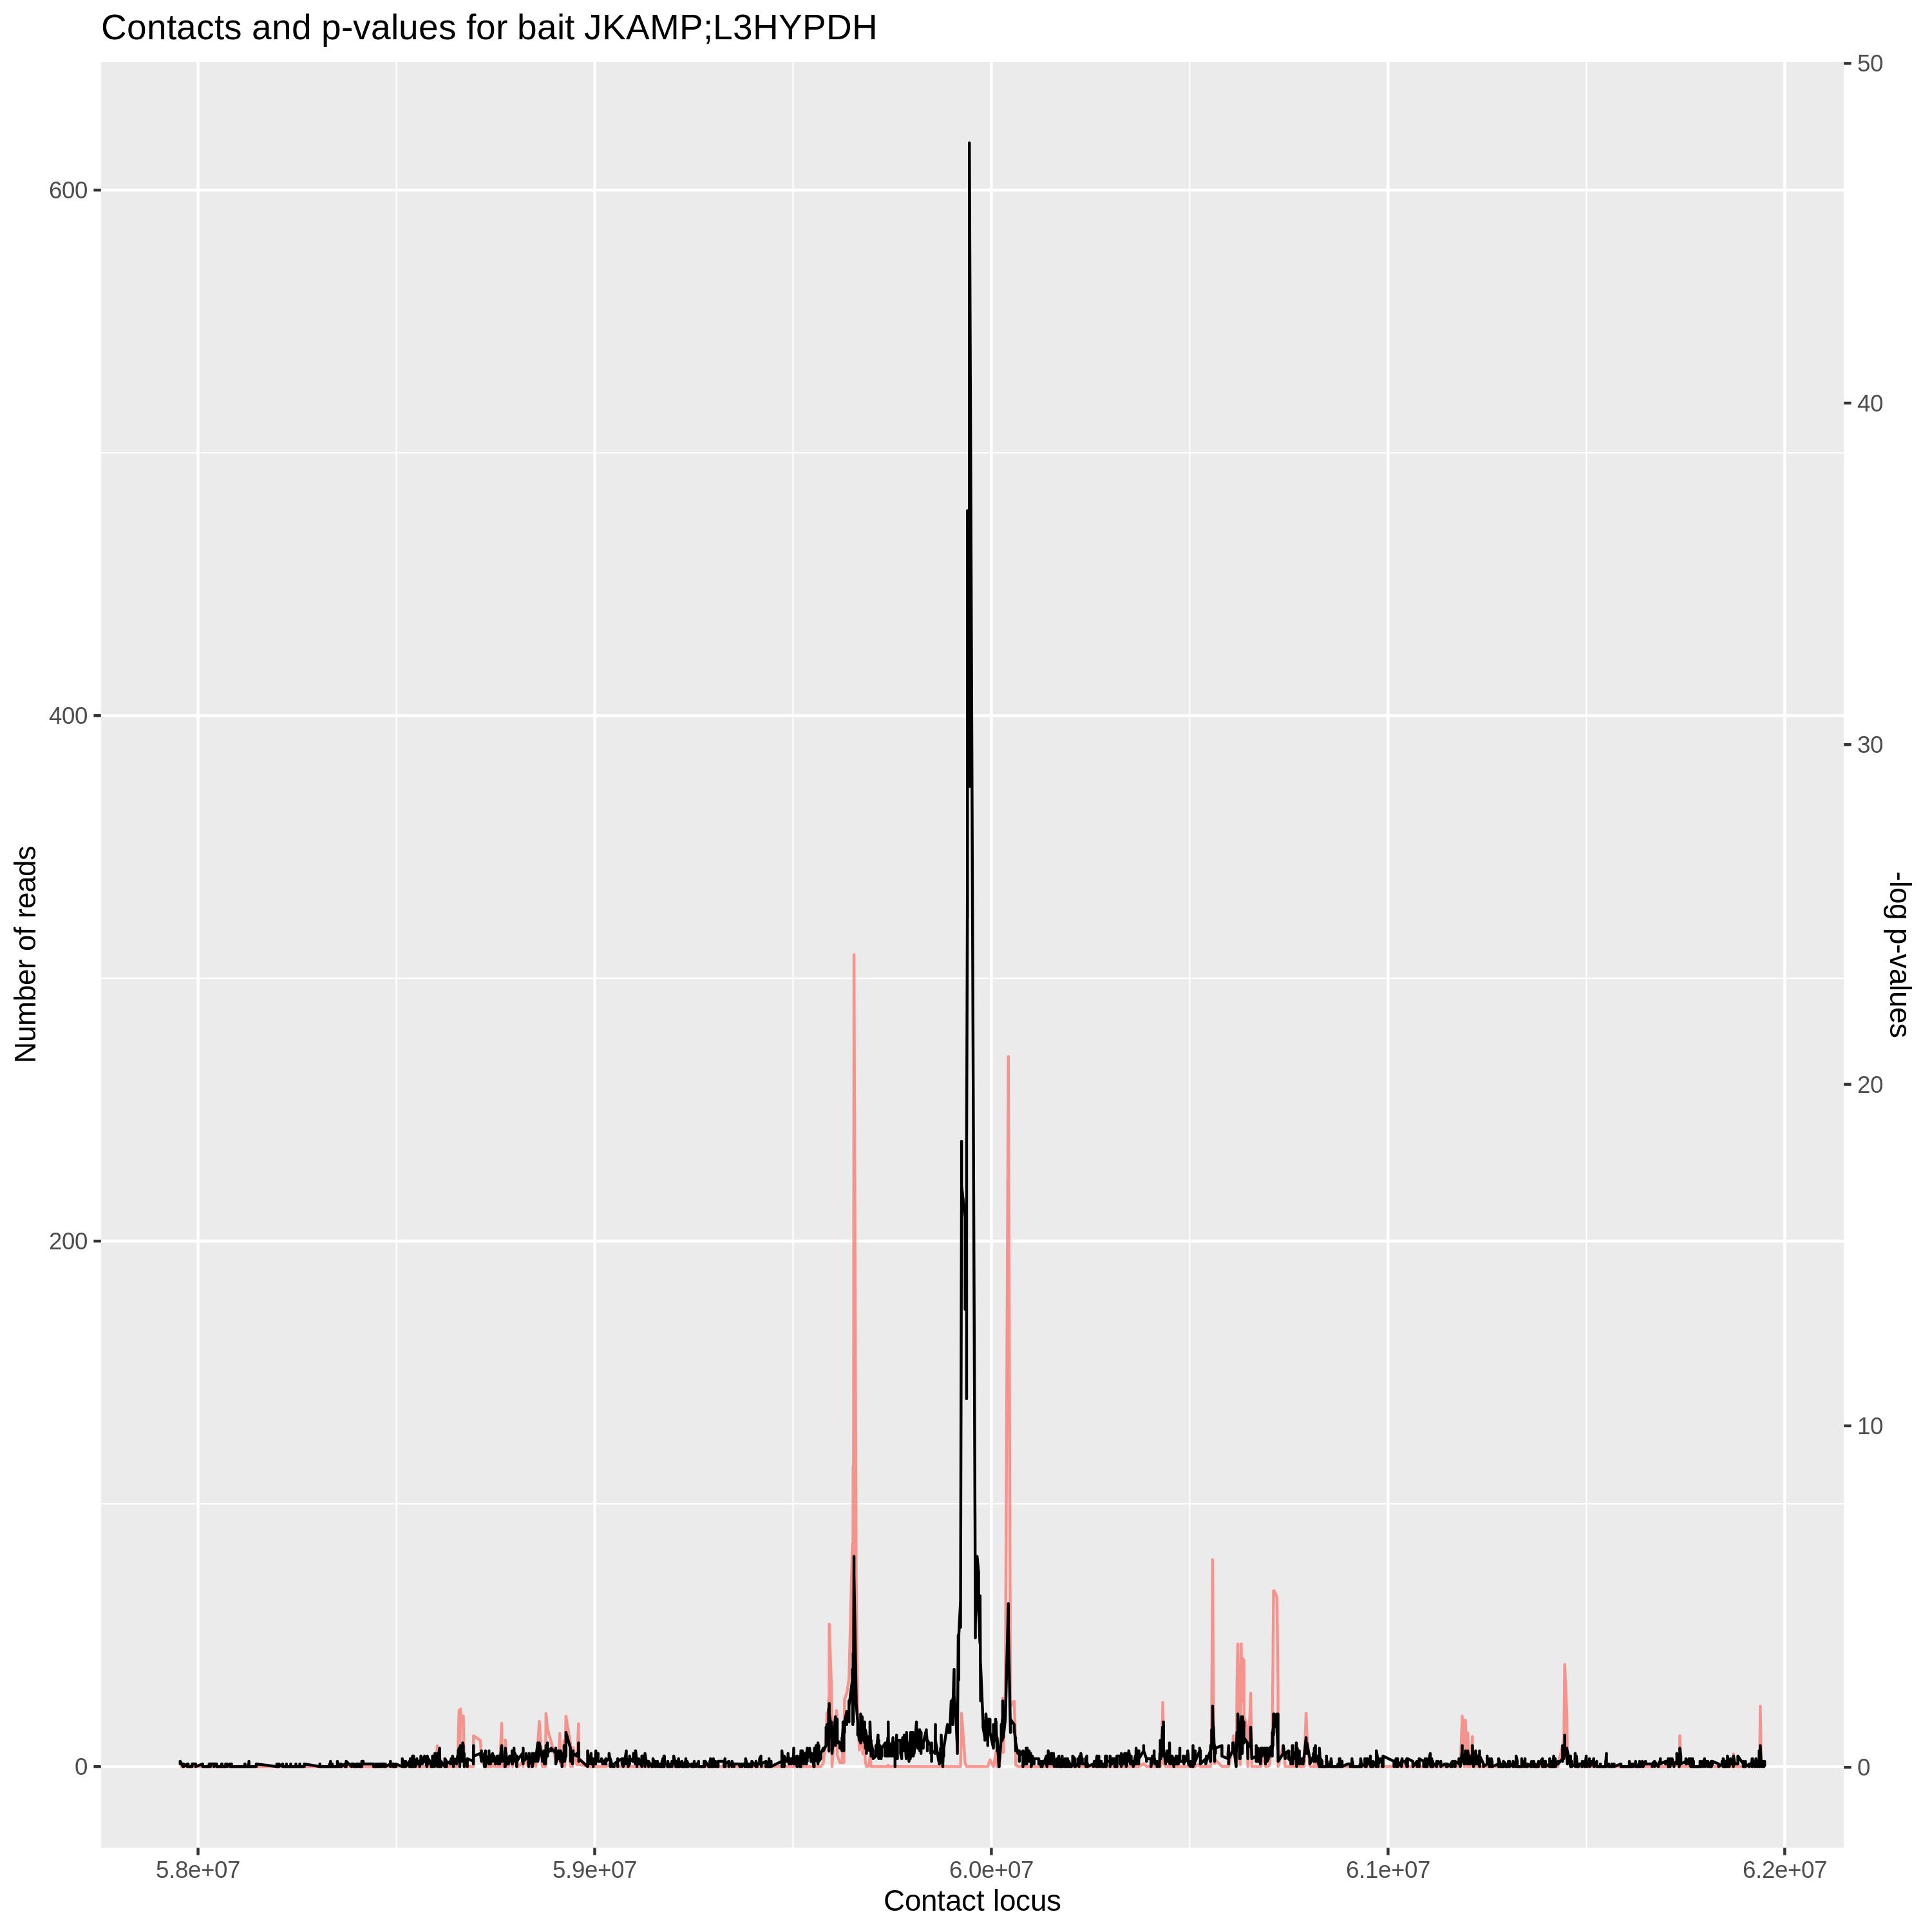 Contacts and p-values for bait JKAMP;L3HYPDH
Number of reads
600
400
200
0
50
40
30
20
10
0
-log p-values
5.8e+07 5.9e+07 6.0e+07 6.1e+07 6.2e+07
Contact locus